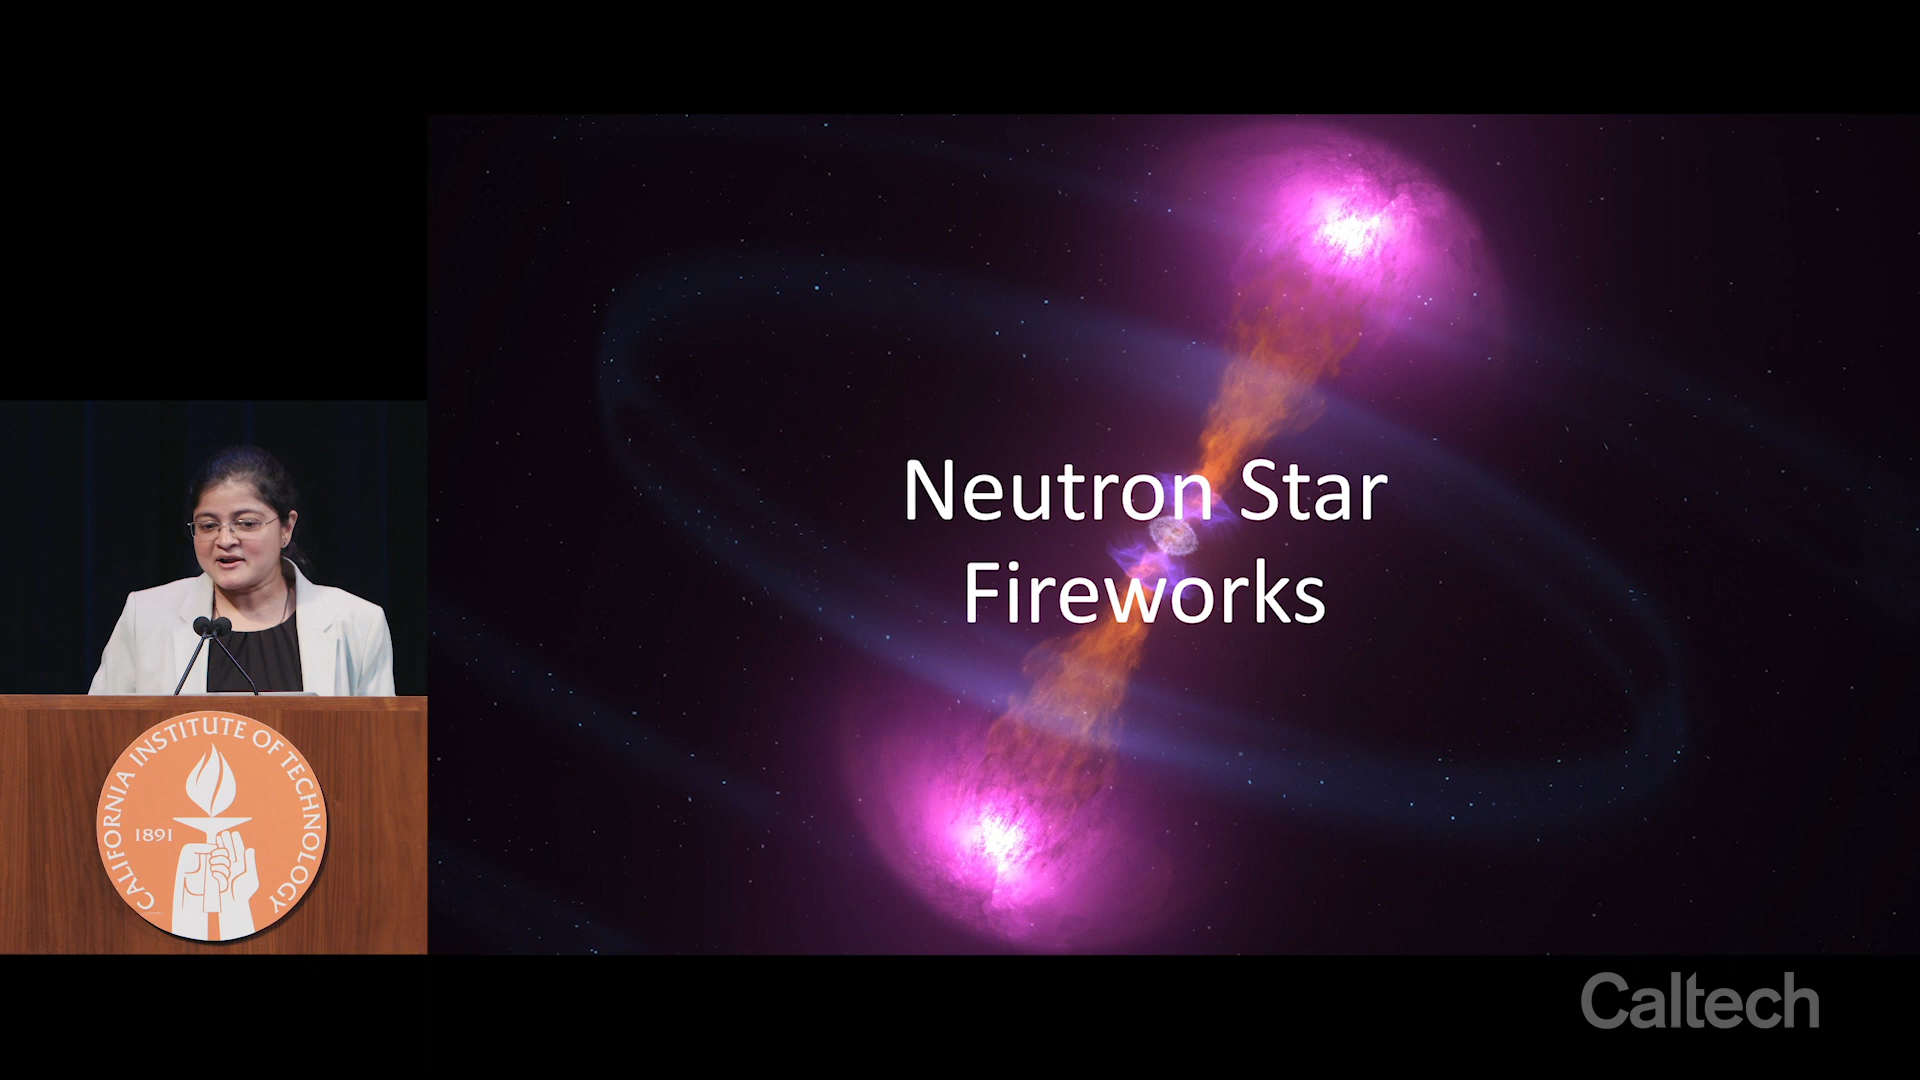 Neutron Star
Fireworks
CALIFORNIA INSTITUTE OF TECHNOLOGY
1891
Caltech